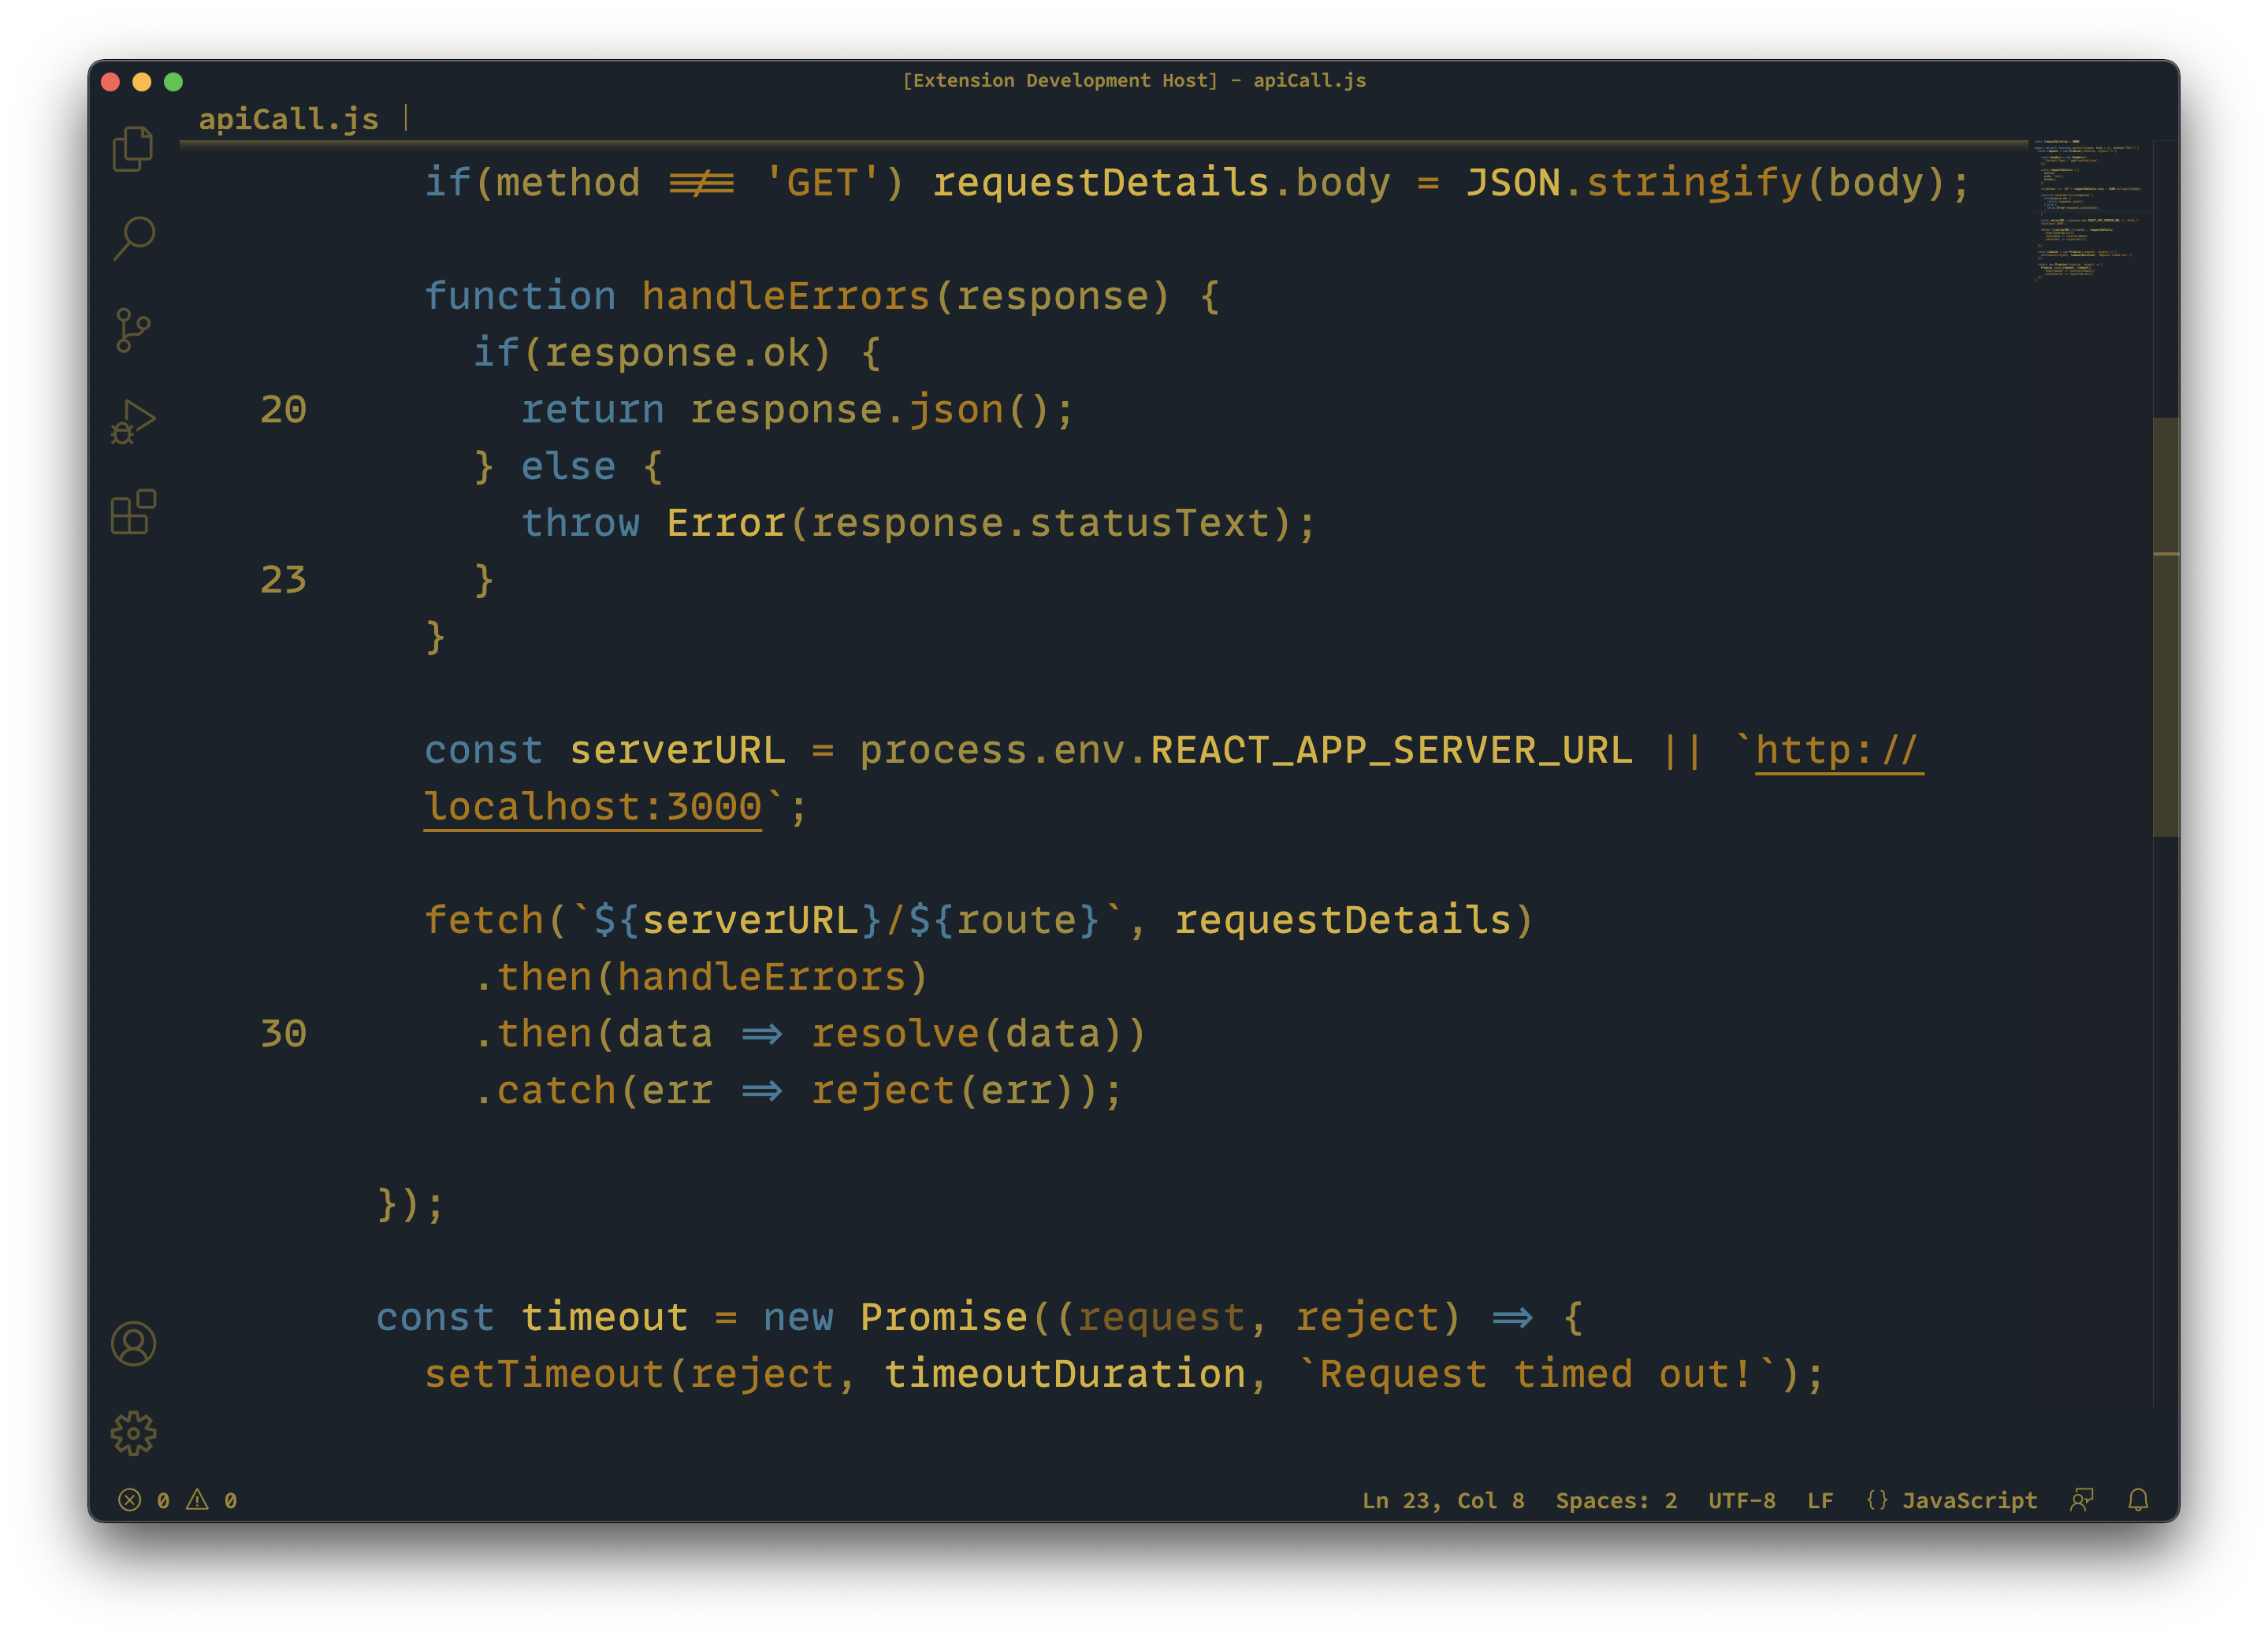 [Extension Development Host] - apiCall.js
apiCall.js
if(method !== 'GET') requestDetails.body = JSON.stringify(body);
function handleErrors(response) {
if(response.ok) {
20 return response.json();
} else {
throw Error(response.statusText);
23 }
}
const serverURL = process.env.REACT_APP_SERVER_URL || `http://
localhost:3000`;
fetch(`${serverURL}/${route}`, requestDetails)
.then(handleErrors)
30 .then(data => resolve(data))
.catch(err => reject(err));
});
const timeout = new Promise((request, reject) => {
setTimeout(reject, timeoutDuration, `Request timed out!`);
0 0 Ln 23, Col 8 Spaces: 2 UTF-8 LF {} JavaScript